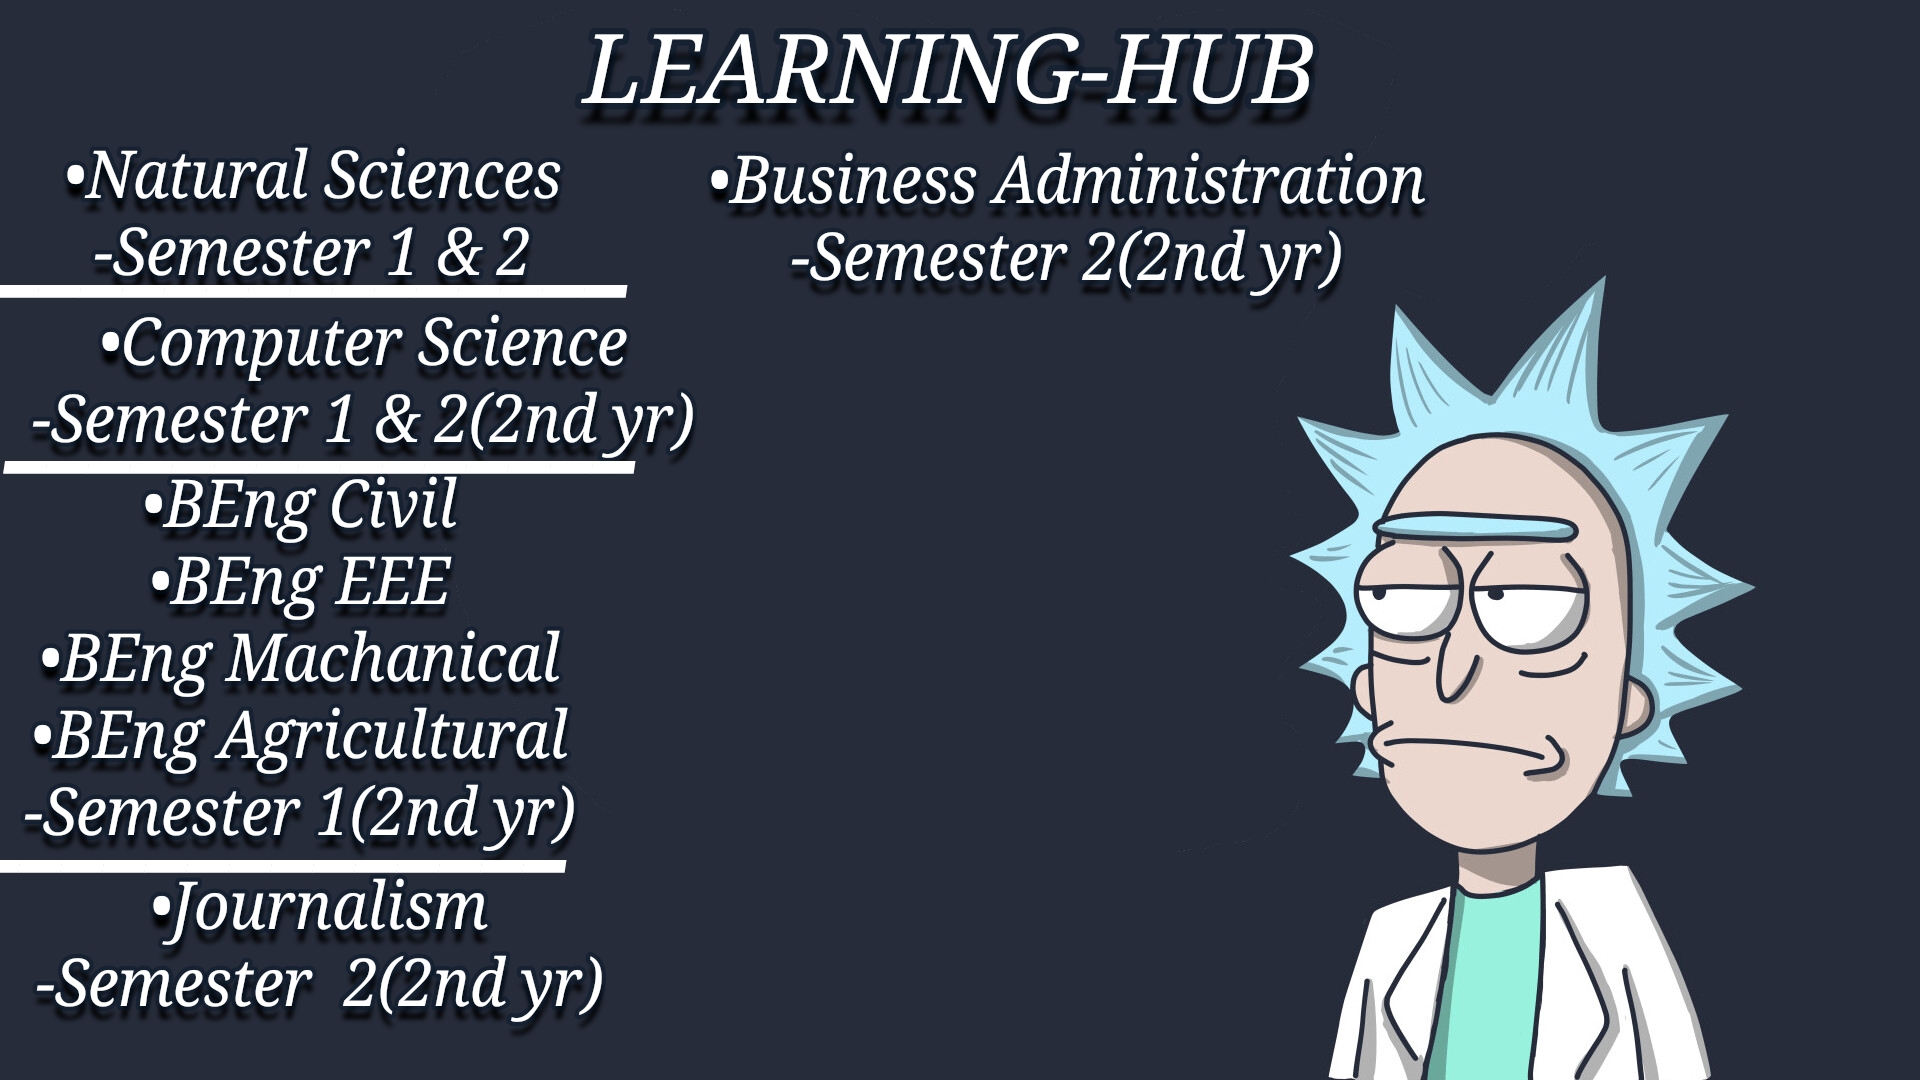 LEARNING-HUB
•Natural Sciences
-Semester 1 & 2
•Computer Science
-Semester 1 & 2(2nd yr)
•BEng Civil
•BEng EEE
•BEng Machanical
•BEng Agricultural
-Semester 1(2nd yr)
•Journalism
-Semester  2(2nd yr)
•Business Administration
-Semester 2(2nd yr)